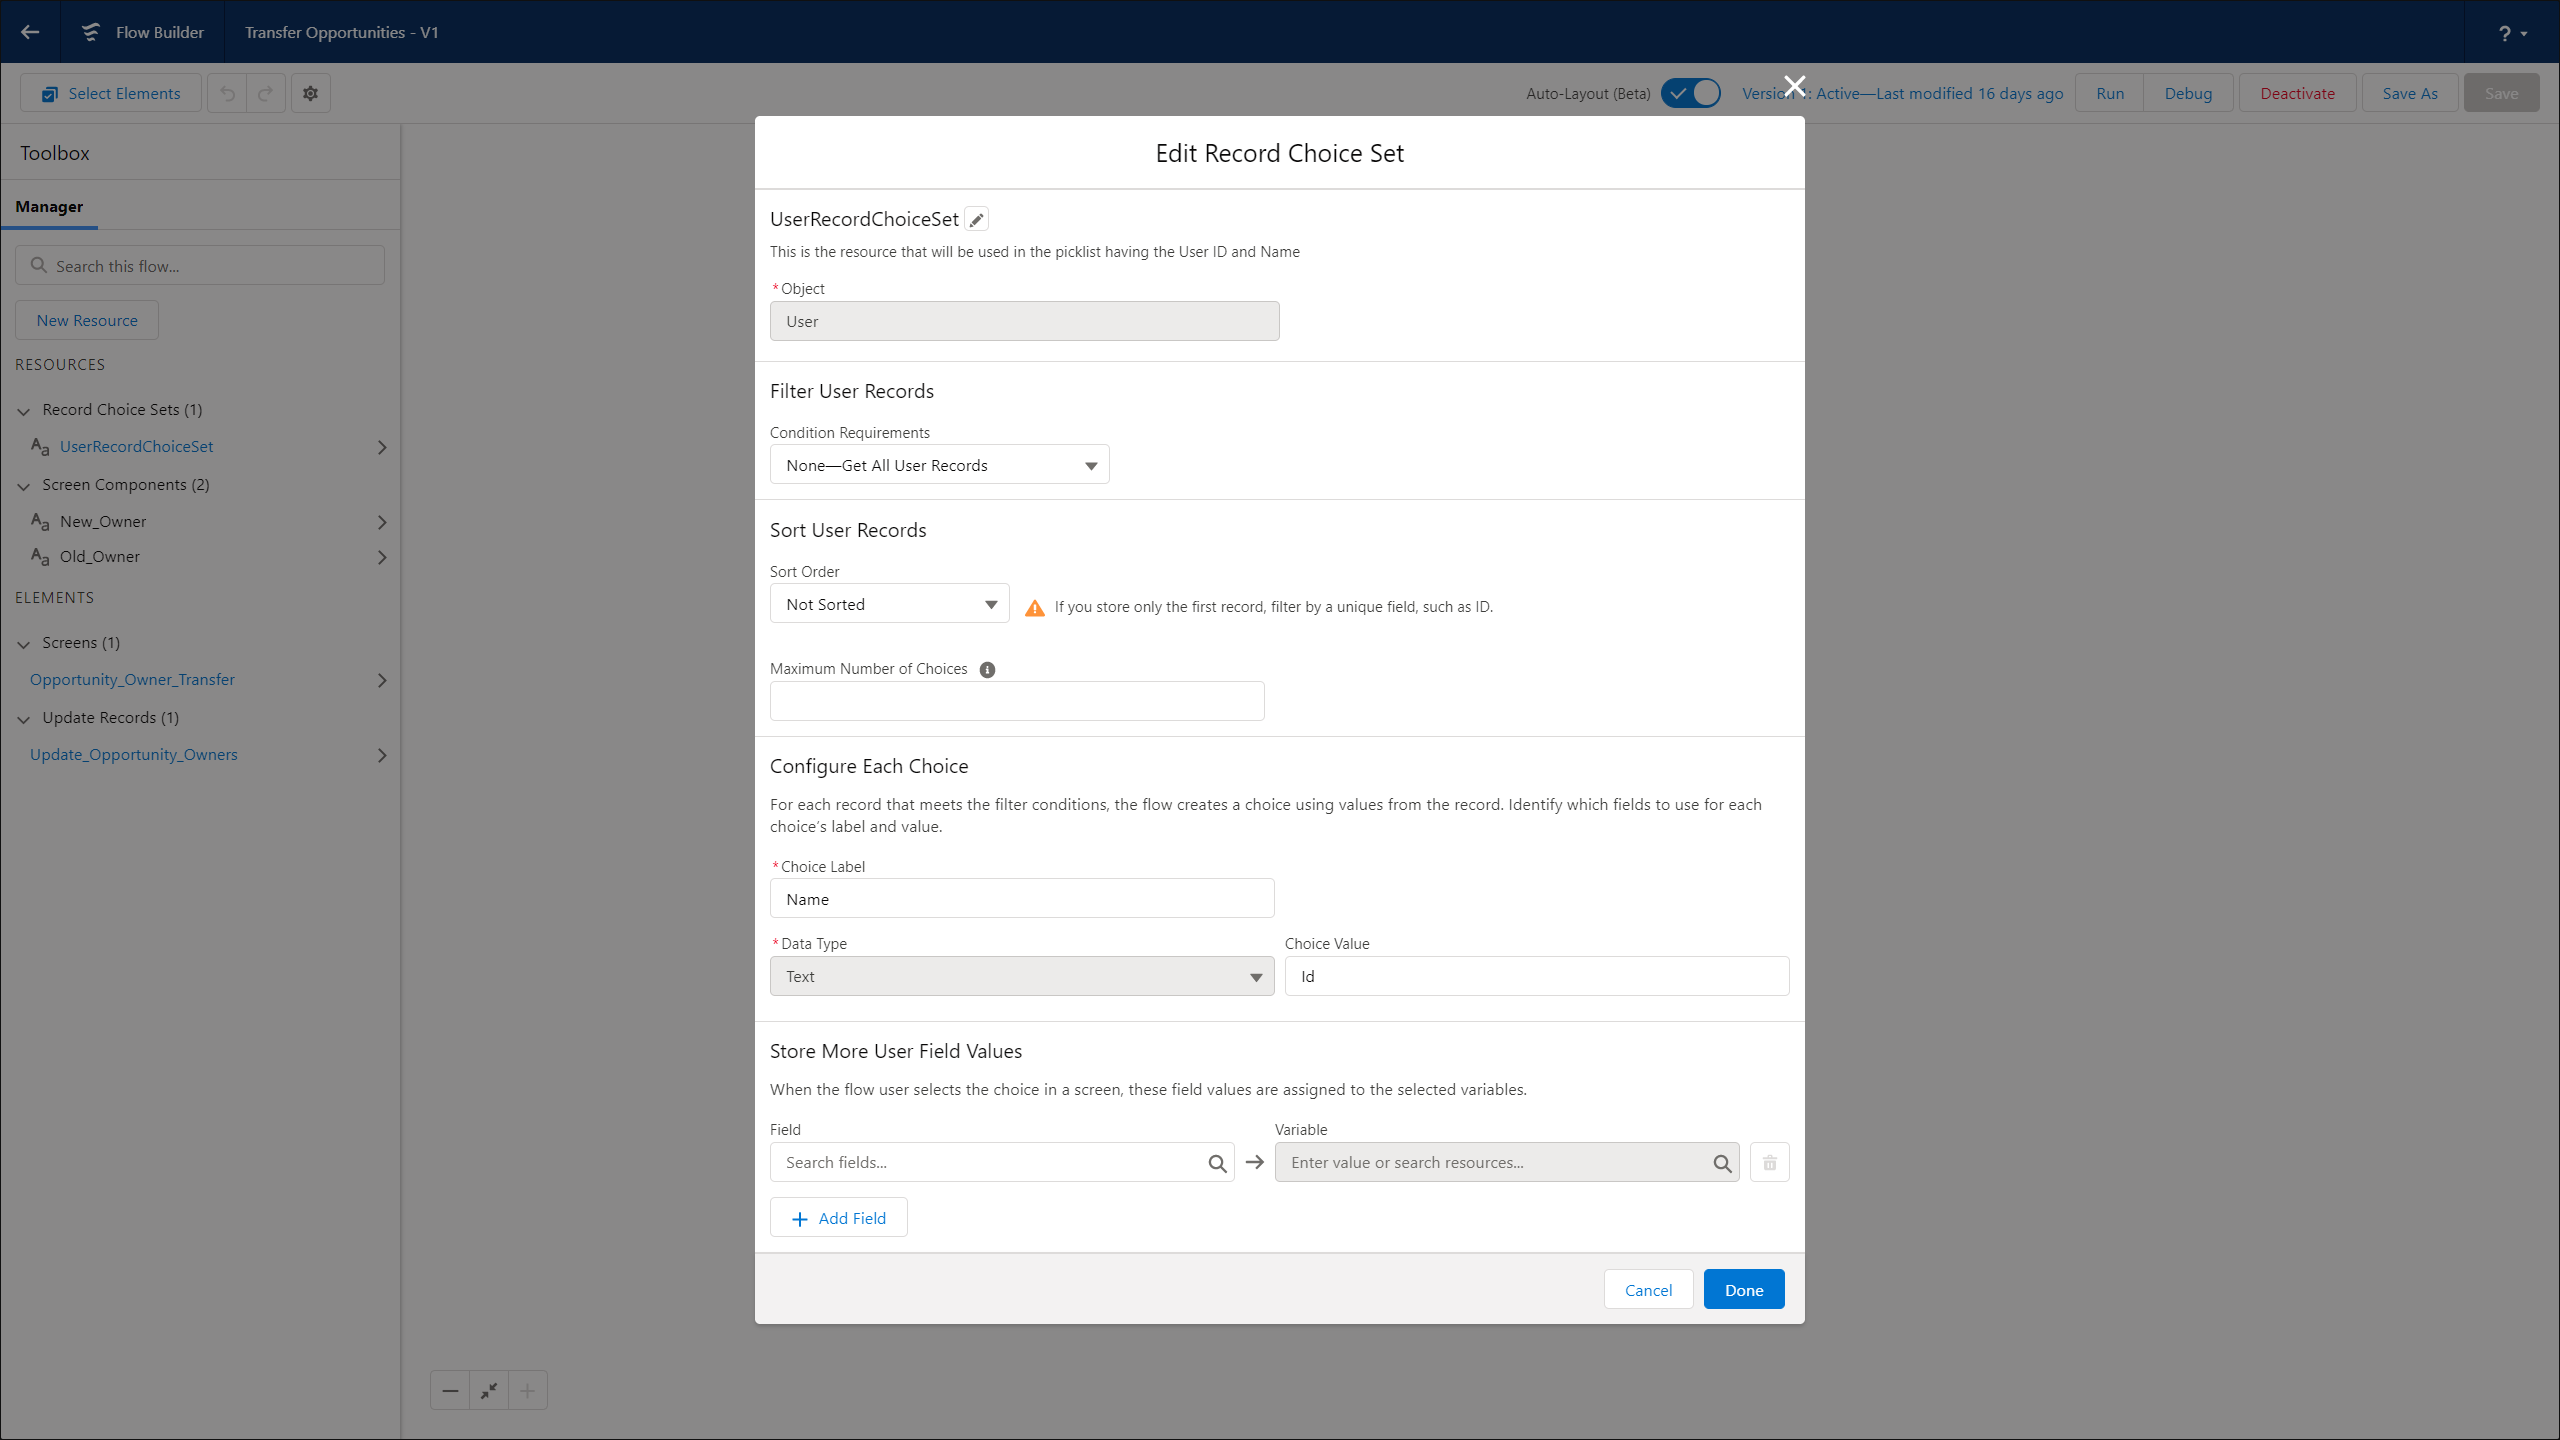 Flow Builder
Transfer Opportunities - V1
?
Select Elements
Auto-Layout (Beta)
Version 1: Active—Last modified 16 days ago
Run
Debug
Deactivate
Save As
Save
Toolbox
Manager
Search this flow...
New Resource
RESOURCES
Record Choice Sets (1)
Aa UserRecordChoiceSet
Screen Components (2)
Aa New_Owner
Aa Old_Owner
ELEMENTS
Screens (1)
Opportunity_Owner_Transfer
Update Records (1)
Update_Opportunity_Owners
Edit Record Choice Set
UserRecordChoiceSet
This is the resource that will be used in the picklist having the User ID and Name
* Object
User
Filter User Records
Condition Requirements
None—Get All User Records
Sort User Records
Sort Order
Not Sorted
If you store only the first record, filter by a unique field, such as ID.
Maximum Number of Choices
Configure Each Choice
For each record that meets the filter conditions, the flow creates a choice using values from the record. Identify which fields to use for each
choice's label and value.
* Choice Label
Name
* Data Type
Text
Choice Value
Id
Store More User Field Values
When the flow user selects the choice in a screen, these field values are assigned to the selected variables.
Field
Search fields...
Variable
Enter value or search resources...
Add Field
Cancel
Done